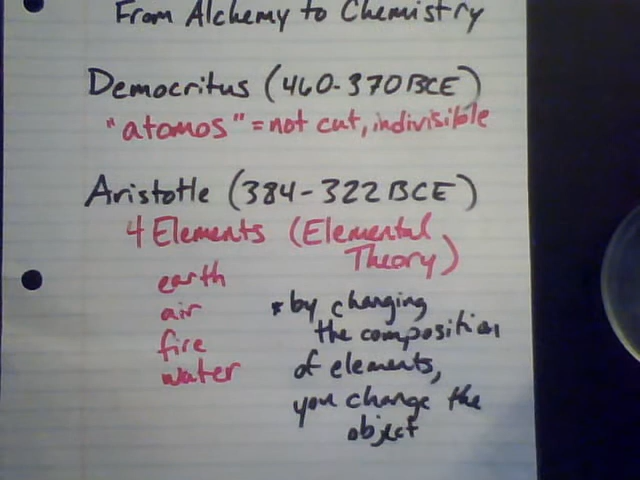 From Alchemy to Chemistry
Democritus (460-370 BCE)
"atomos" = not cut, indivisible
Aristotle (384-322 BCE)
4 Elements (Elemental
Theory)
earth
air
fire
water
* by changing
the composition
of elements,
you change the
object